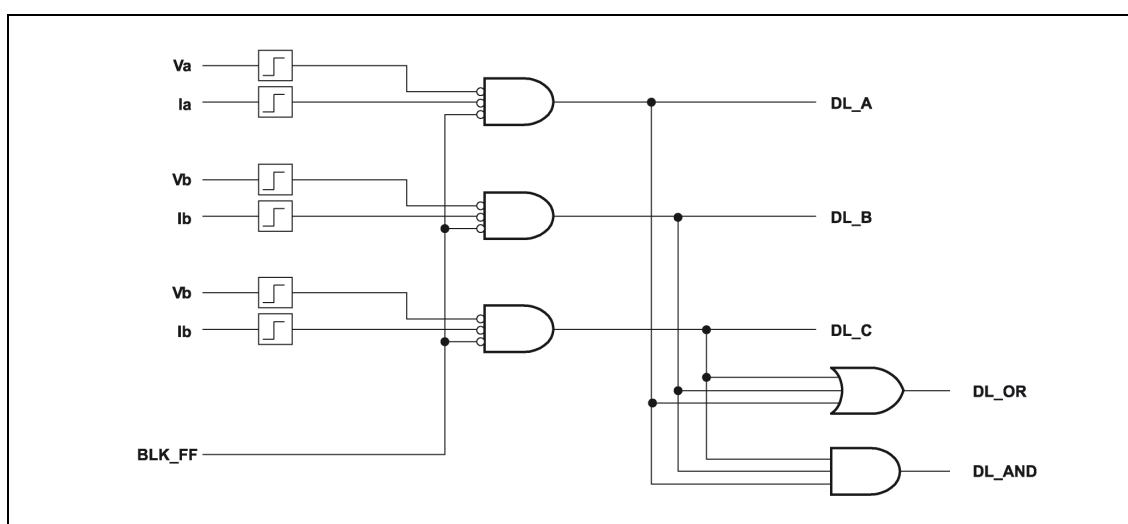 Va
Ia
DL_A
Vb
Ib
DL_B
Vb
Ib
DL_C
DL_OR
BLK_FF
DL_AND